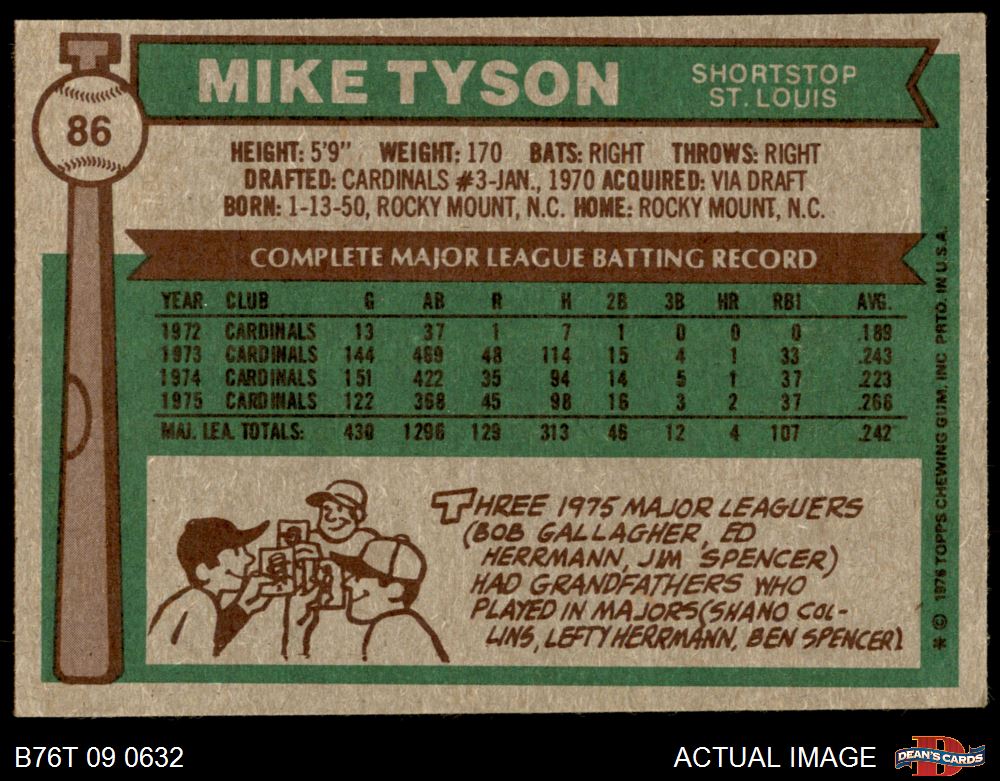 T
MIKE TYSON
SHORTSTOP
ST. LOUIS
86
HEIGHT: 5'9" WEIGHT: 170 BATS: RIGHT THROWS: RIGHT
DRAFTED: CARDINALS #3-JAN., 1970 ACQUIRED: VIA DRAFT
BORN: 1-13-50, ROCKY MOUNT, N.C. HOME: ROCKY MOUNT, N.C.
COMPLETE MAJOR LEAGUE BATTING RECORD
YEAR CLUB G AB R H 2B 3B HR RBI AVG.
1972 CARDINALS 13 37 1 7 1 0 0 0 .189
1973 CARDINALS 144 469 48 114 15 4 1 33 .243
1974 CARDINALS 151 422 35 94 14 5 1 37 .223
1975 CARDINALS 122 368 45 98 16 3 2 37 .266
MAJ. LEA. TOTALS: 430 1296 129 313 46 12 4 107 .242
THREE 1975 MAJOR LEAGUERS
(BOB GALLAGHER, ED
HERRMANN, JIM SPENCER)
HAD GRANDFATHERS WHO
PLAYED IN MAJORS (SHANO COL-
LINS, LEFTY HERRMANN, BEN SPENCER)
* © 1976 TOPPS CHEWING GUM, INC. PRTD. IN U.S.A.
B76T 09 0632
ACTUAL IMAGE
D
DEAN'S CARDS